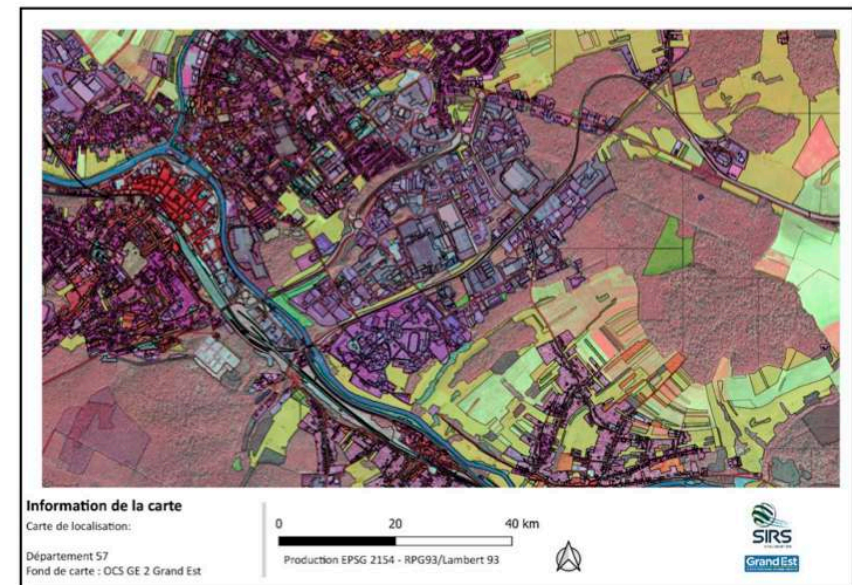 Information de la carte
Carte de localisation:
Département 57
Fond de carte : OCS GE 2 Grand Est
0 20 40 km
Production EPSG 2154 - RPG93/Lambert 93
SIRS
Grand Est